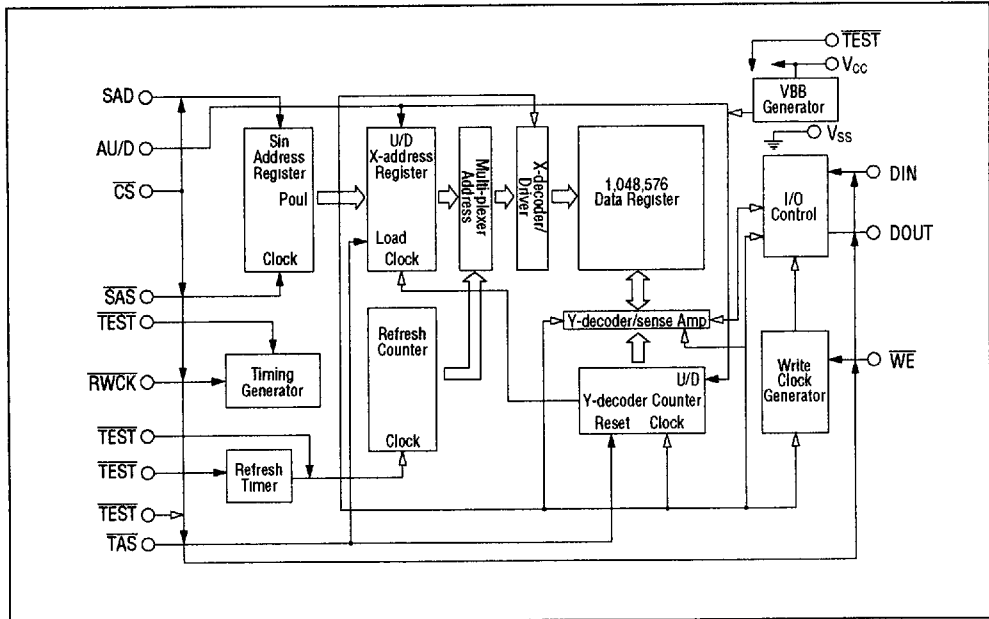 TEST
VCC
VBB
Generator
VSS
SAD
AU/D
CS
SAS
TEST
RWCK
TEST
TEST
TEST
TAS
Sin
Address
Register
Poul
Clock
U/D
X-address
Register
Load
Clock
Multi-plexer
Address
X-decoder/
Driver
1,048,576
Data Register
I/O
Control
DIN
DOUT
Y-decoder/sense Amp
Timing
Generator
Refresh
Counter
Clock
U/D
Y-decoder Counter
Reset Clock
Write
Clock
Generator
WE
Refresh
Timer